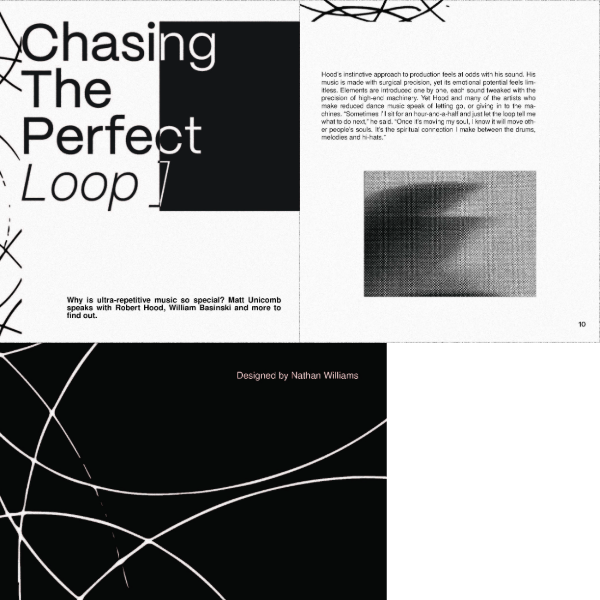 Chasing
The
Perfect
Loop ]
Why is ultra-repetitive music so special? Matt Unicomb
speaks with Robert Hood, William Basinski and more to
find out.
Hood's instinctive approach to production feels at odds with his sound. His
music is made with surgical precision, yet its emotional potential feels lim-
itless. Elements are introduced one by one, each sound tweaked with the
precision of high-end machinery. Yet Hood and many of the artists who
make reduced dance music speak of letting go, or giving in to the ma-
chines. "Sometimes I'll sit for an hour-and-a-half and just let the loop tell me
what to do next," he said. "Once it's moving my soul, I know it will move oth-
er people's souls. It's the spiritual connection I make between the drums,
melodies and hi-hats."
10
Designed by Nathan Williams